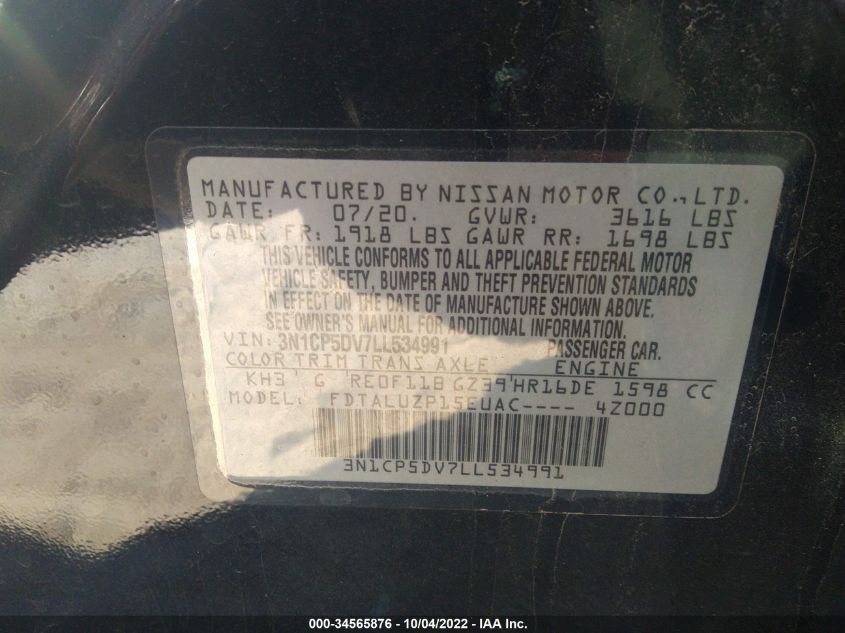 MANUFACTURED BY NISSAN MOTOR CO., LTD.
DATE: 07/20. GVWR: 3616 LBS
GAWR FR: 1918 LBS GAWR RR: 1698 LBS
THIS VEHICLE CONFORMS TO ALL APPLICABLE FEDERAL MOTOR
VEHICLE SAFETY, BUMPER AND THEFT PREVENTION STANDARDS
IN EFFECT ON THE DATE OF MANUFACTURE SHOWN ABOVE.
SEE OWNER'S MANUAL FOR ADDITIONAL INFORMATION.
VIN: 3N1CP5DV7LL534991 PASSENGER CAR.
COLOR TRIM TRANS AXLE ENGINE
KH3 ' G 'RE0F11B GZ39'HR16DE 1598 CC
MODEL: FDTALUZP15EUAC---- 4Z000
3N1CP5DV7LL534991
000-34565876 - 10/04/2022 - IAA Inc.